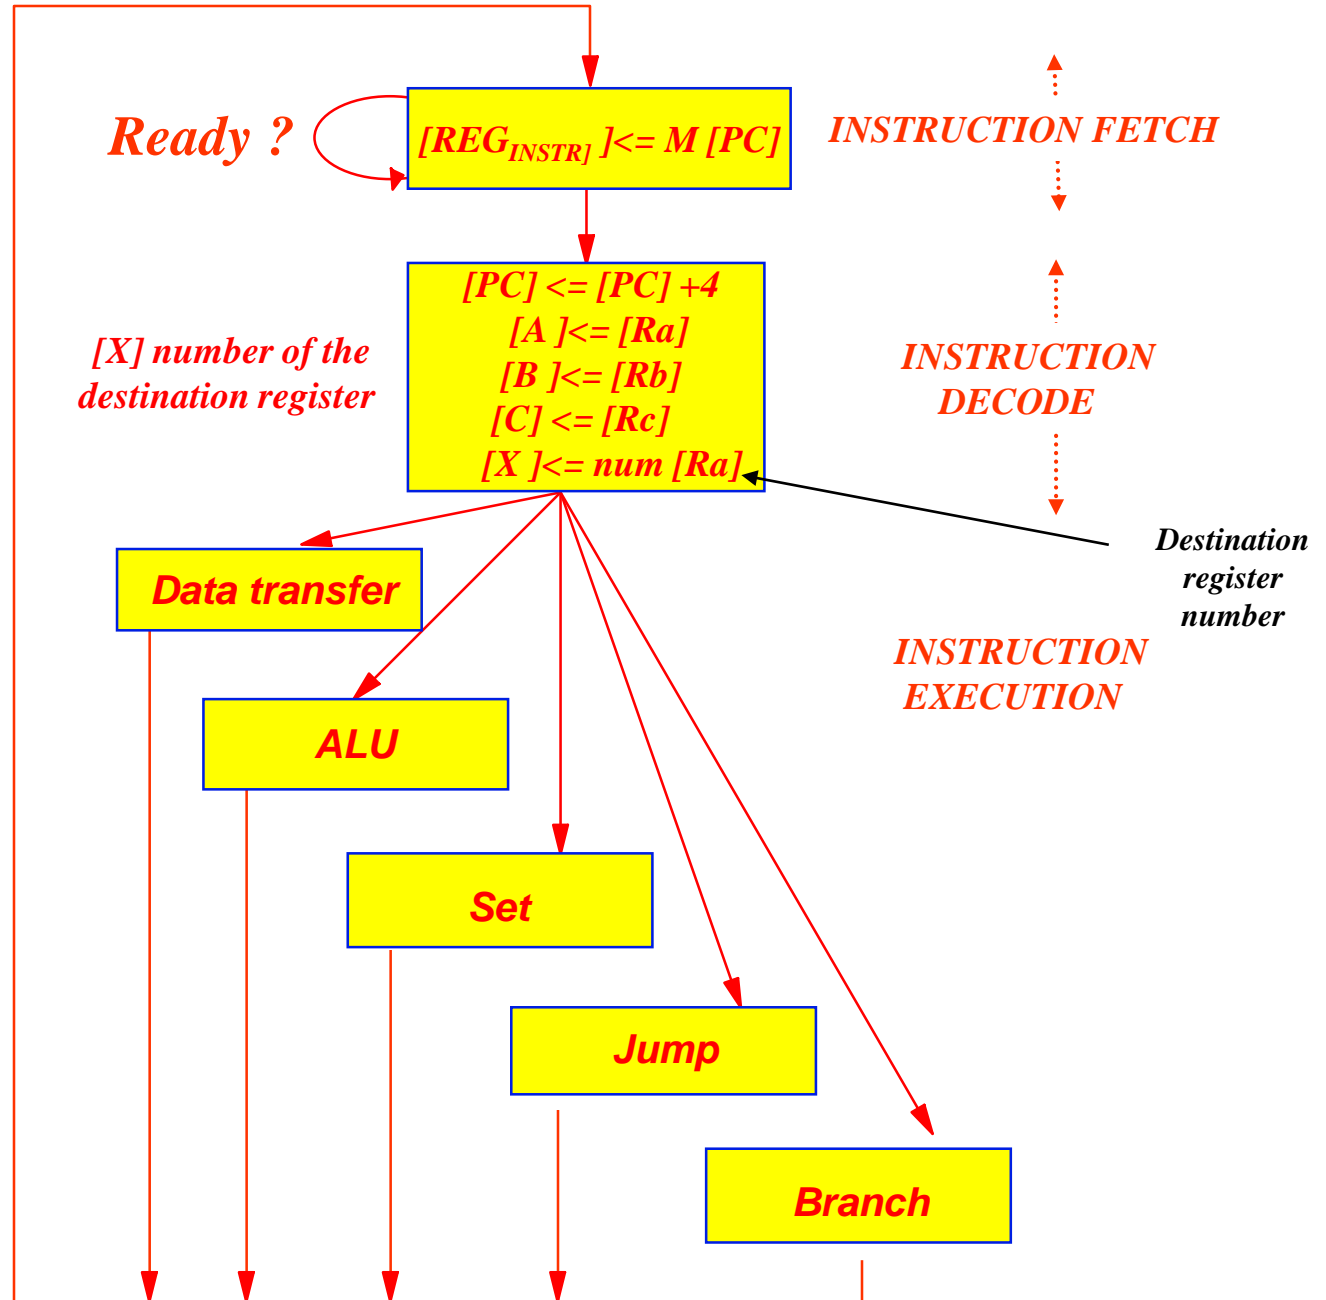 Ready ?
[REG_INSTR] ]<= M [PC]
INSTRUCTION FETCH
[X] number of the
destination register
[PC] <= [PC] +4
[A ]<= [Ra]
[B ]<= [Rb]
[C] <= [Rc]
[X ]<= num [Ra]
INSTRUCTION
DECODE
Destination
register
number
INSTRUCTION
EXECUTION
Data transfer
ALU
Set
Jump
Branch